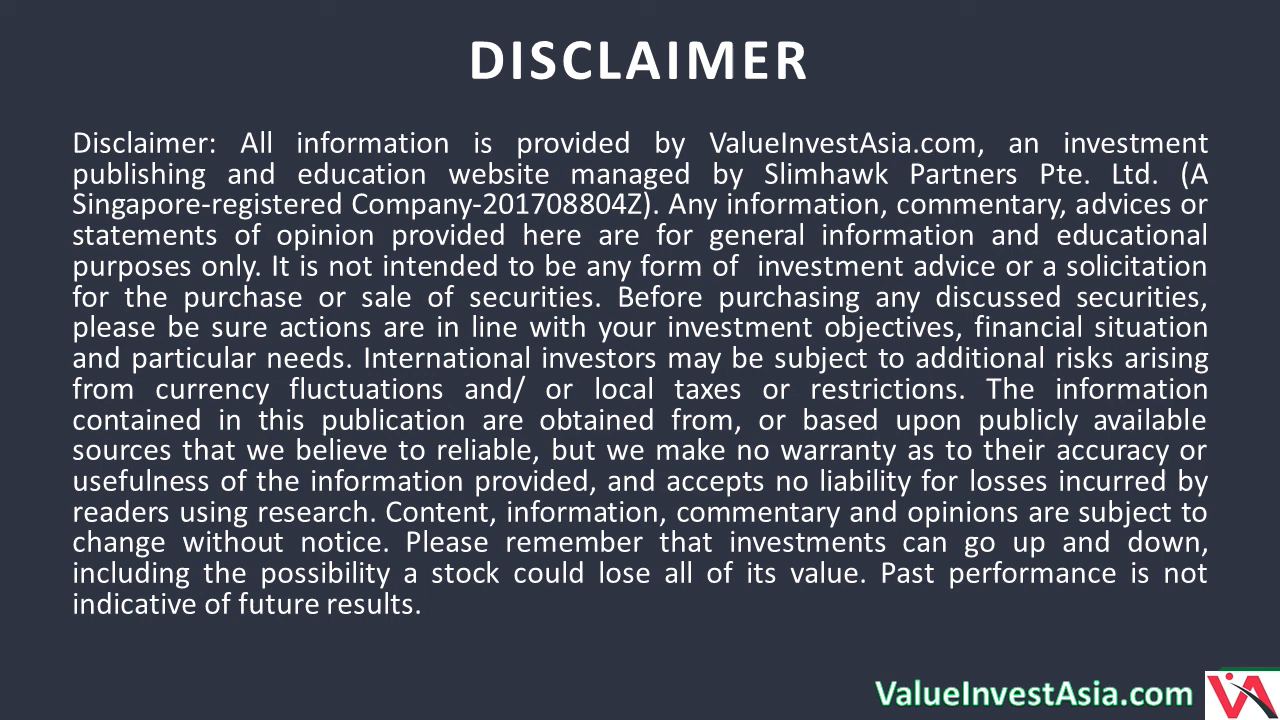 DISCLAIMER
Disclaimer: All information is provided by ValueInvestAsia.com, an investment
publishing and education website managed by Slimhawk Partners Pte. Ltd. (A
Singapore-registered Company-201708804Z). Any information, commentary, advices or
statements of opinion provided here are for general information and educational
purposes only. It is not intended to be any form of  investment advice or a solicitation
for the purchase or sale of securities. Before purchasing any discussed securities,
please be sure actions are in line with your investment objectives, financial situation
and particular needs. International investors may be subject to additional risks arising
from currency fluctuations and/ or local taxes or restrictions. The information
contained in this publication are obtained from, or based upon publicly available
sources that we believe to reliable, but we make no warranty as to their accuracy or
usefulness of the information provided, and accepts no liability for losses incurred by
readers using research. Content, information, commentary and opinions are subject to
change without notice. Please remember that investments can go up and down,
including the possibility a stock could lose all of its value. Past performance is not
indicative of future results.
ValueInvestAsia.com
VIA